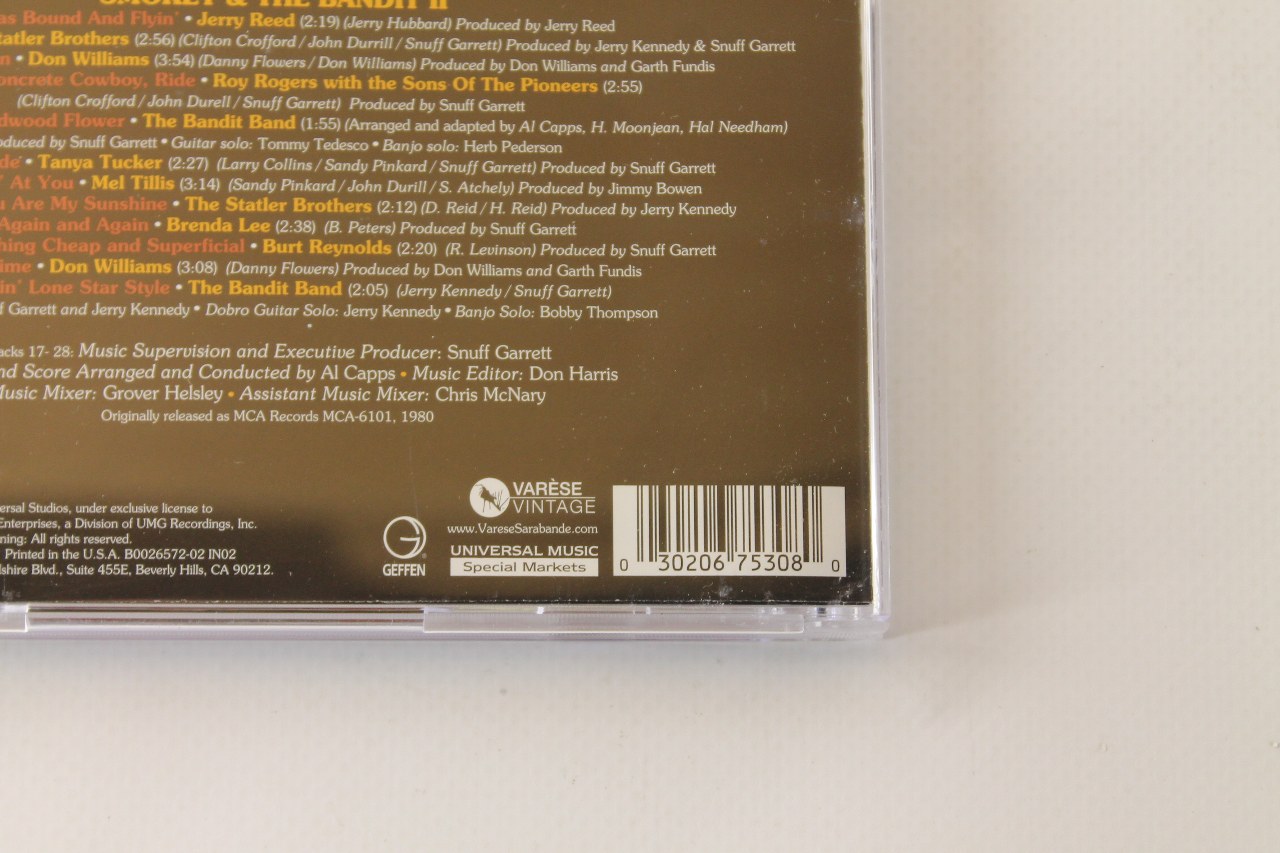 SMOKEY & THE BANDIT II
as Bound And Flyin' • Jerry Reed (2:19) (Jerry Hubbard) Produced by Jerry Reed
tatler Brothers (2:56) (Clifton Crofford / John Durrill / Snuff Garrett) Produced by Jerry Kennedy & Snuff Garrett
n • Don Williams (3:54) (Danny Flowers / Don Williams) Produced by Don Williams and Garth Fundis
oncrete Cowboy, Ride • Roy Rogers with the Sons Of The Pioneers (2:55)
(Clifton Crofford / John Durell / Snuff Garrett) Produced by Snuff Garrett
dwood Flower • The Bandit Band (1:55) (Arranged and adapted by Al Capps, H. Moonjean, Hal Needham)
oduced by Snuff Garrett • Guitar solo: Tommy Tedesco • Banjo solo: Herb Pederson
de • Tanya Tucker (2:27) (Larry Collins / Sandy Pinkard / Snuff Garrett) Produced by Snuff Garrett
' At You • Mel Tillis (3:14) (Sandy Pinkard / John Durill / S. Atchely) Produced by Jimmy Bowen
u Are My Sunshine • The Statler Brothers (2:12) (D. Reid / H. Reid) Produced by Jerry Kennedy
Again and Again • Brenda Lee (2:38) (B. Peters) Produced by Snuff Garrett
hing Cheap and Superficial • Burt Reynolds (2:20) (R. Levinson) Produced by Snuff Garrett
ime • Don Williams (3:08) (Danny Flowers) Produced by Don Williams and Garth Fundis
in' Lone Star Style • The Bandit Band (2:05) (Jerry Kennedy / Snuff Garrett)
f Garrett and Jerry Kennedy • Dobro Guitar Solo: Jerry Kennedy • Banjo Solo: Bobby Thompson
acks 17- 28: Music Supervision and Executive Producer: Snuff Garrett
nd Score Arranged and Conducted by Al Capps • Music Editor: Don Harris
Music Mixer: Grover Helsley • Assistant Music Mixer: Chris McNary
Originally released as MCA Records MCA-6101, 1980
ersal Studios, under exclusive license to
Enterprises, a Division of UMG Recordings, Inc.
ning: All rights reserved.
Printed in the U.S.A. B0026572-02 IN02
lshire Blvd., Suite 455E, Beverly Hills, CA 90212.
GEFFEN
VARÈSE
VINTAGE
www.VareseSarabande.com
UNIVERSAL MUSIC
Special Markets
0 30206 75308 0